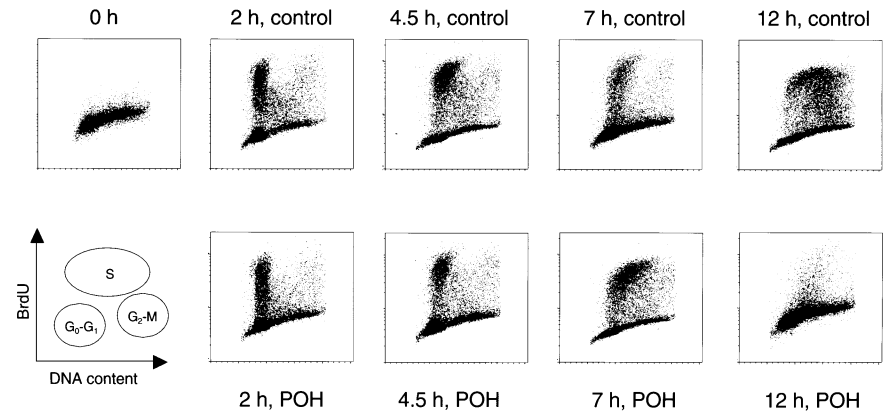 0 h
2 h, control
4.5 h, control
7 h, control
12 h, control
BrdU
S
G0-G1
G2-M
DNA content
2 h, POH
4.5 h, POH
7 h, POH
12 h, POH